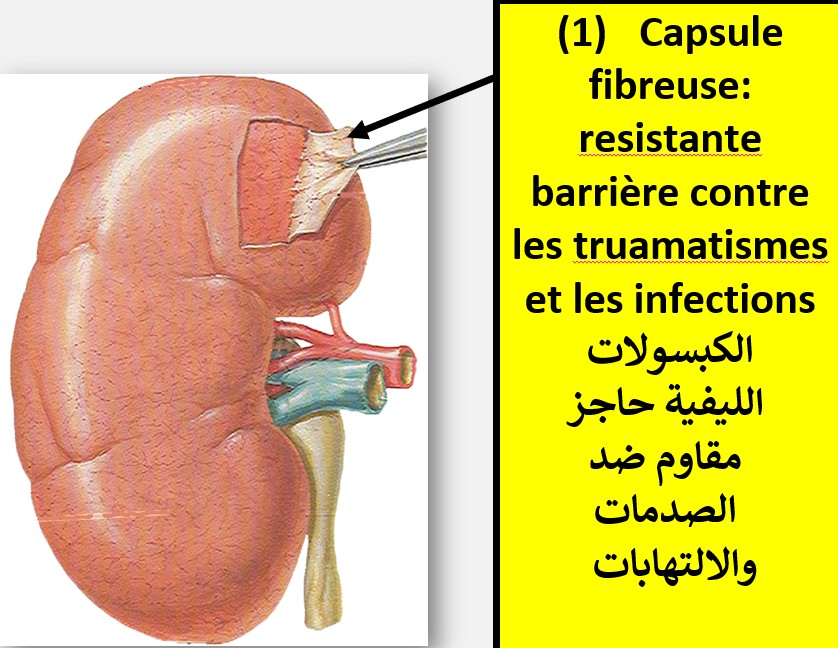 (1) Capsule
fibreuse:
resistante
barrière contre
les truamatismes
et les infections
الكبسولات
الليفية حاجز
مقاوم ضد
الصدمات
والالتهابات